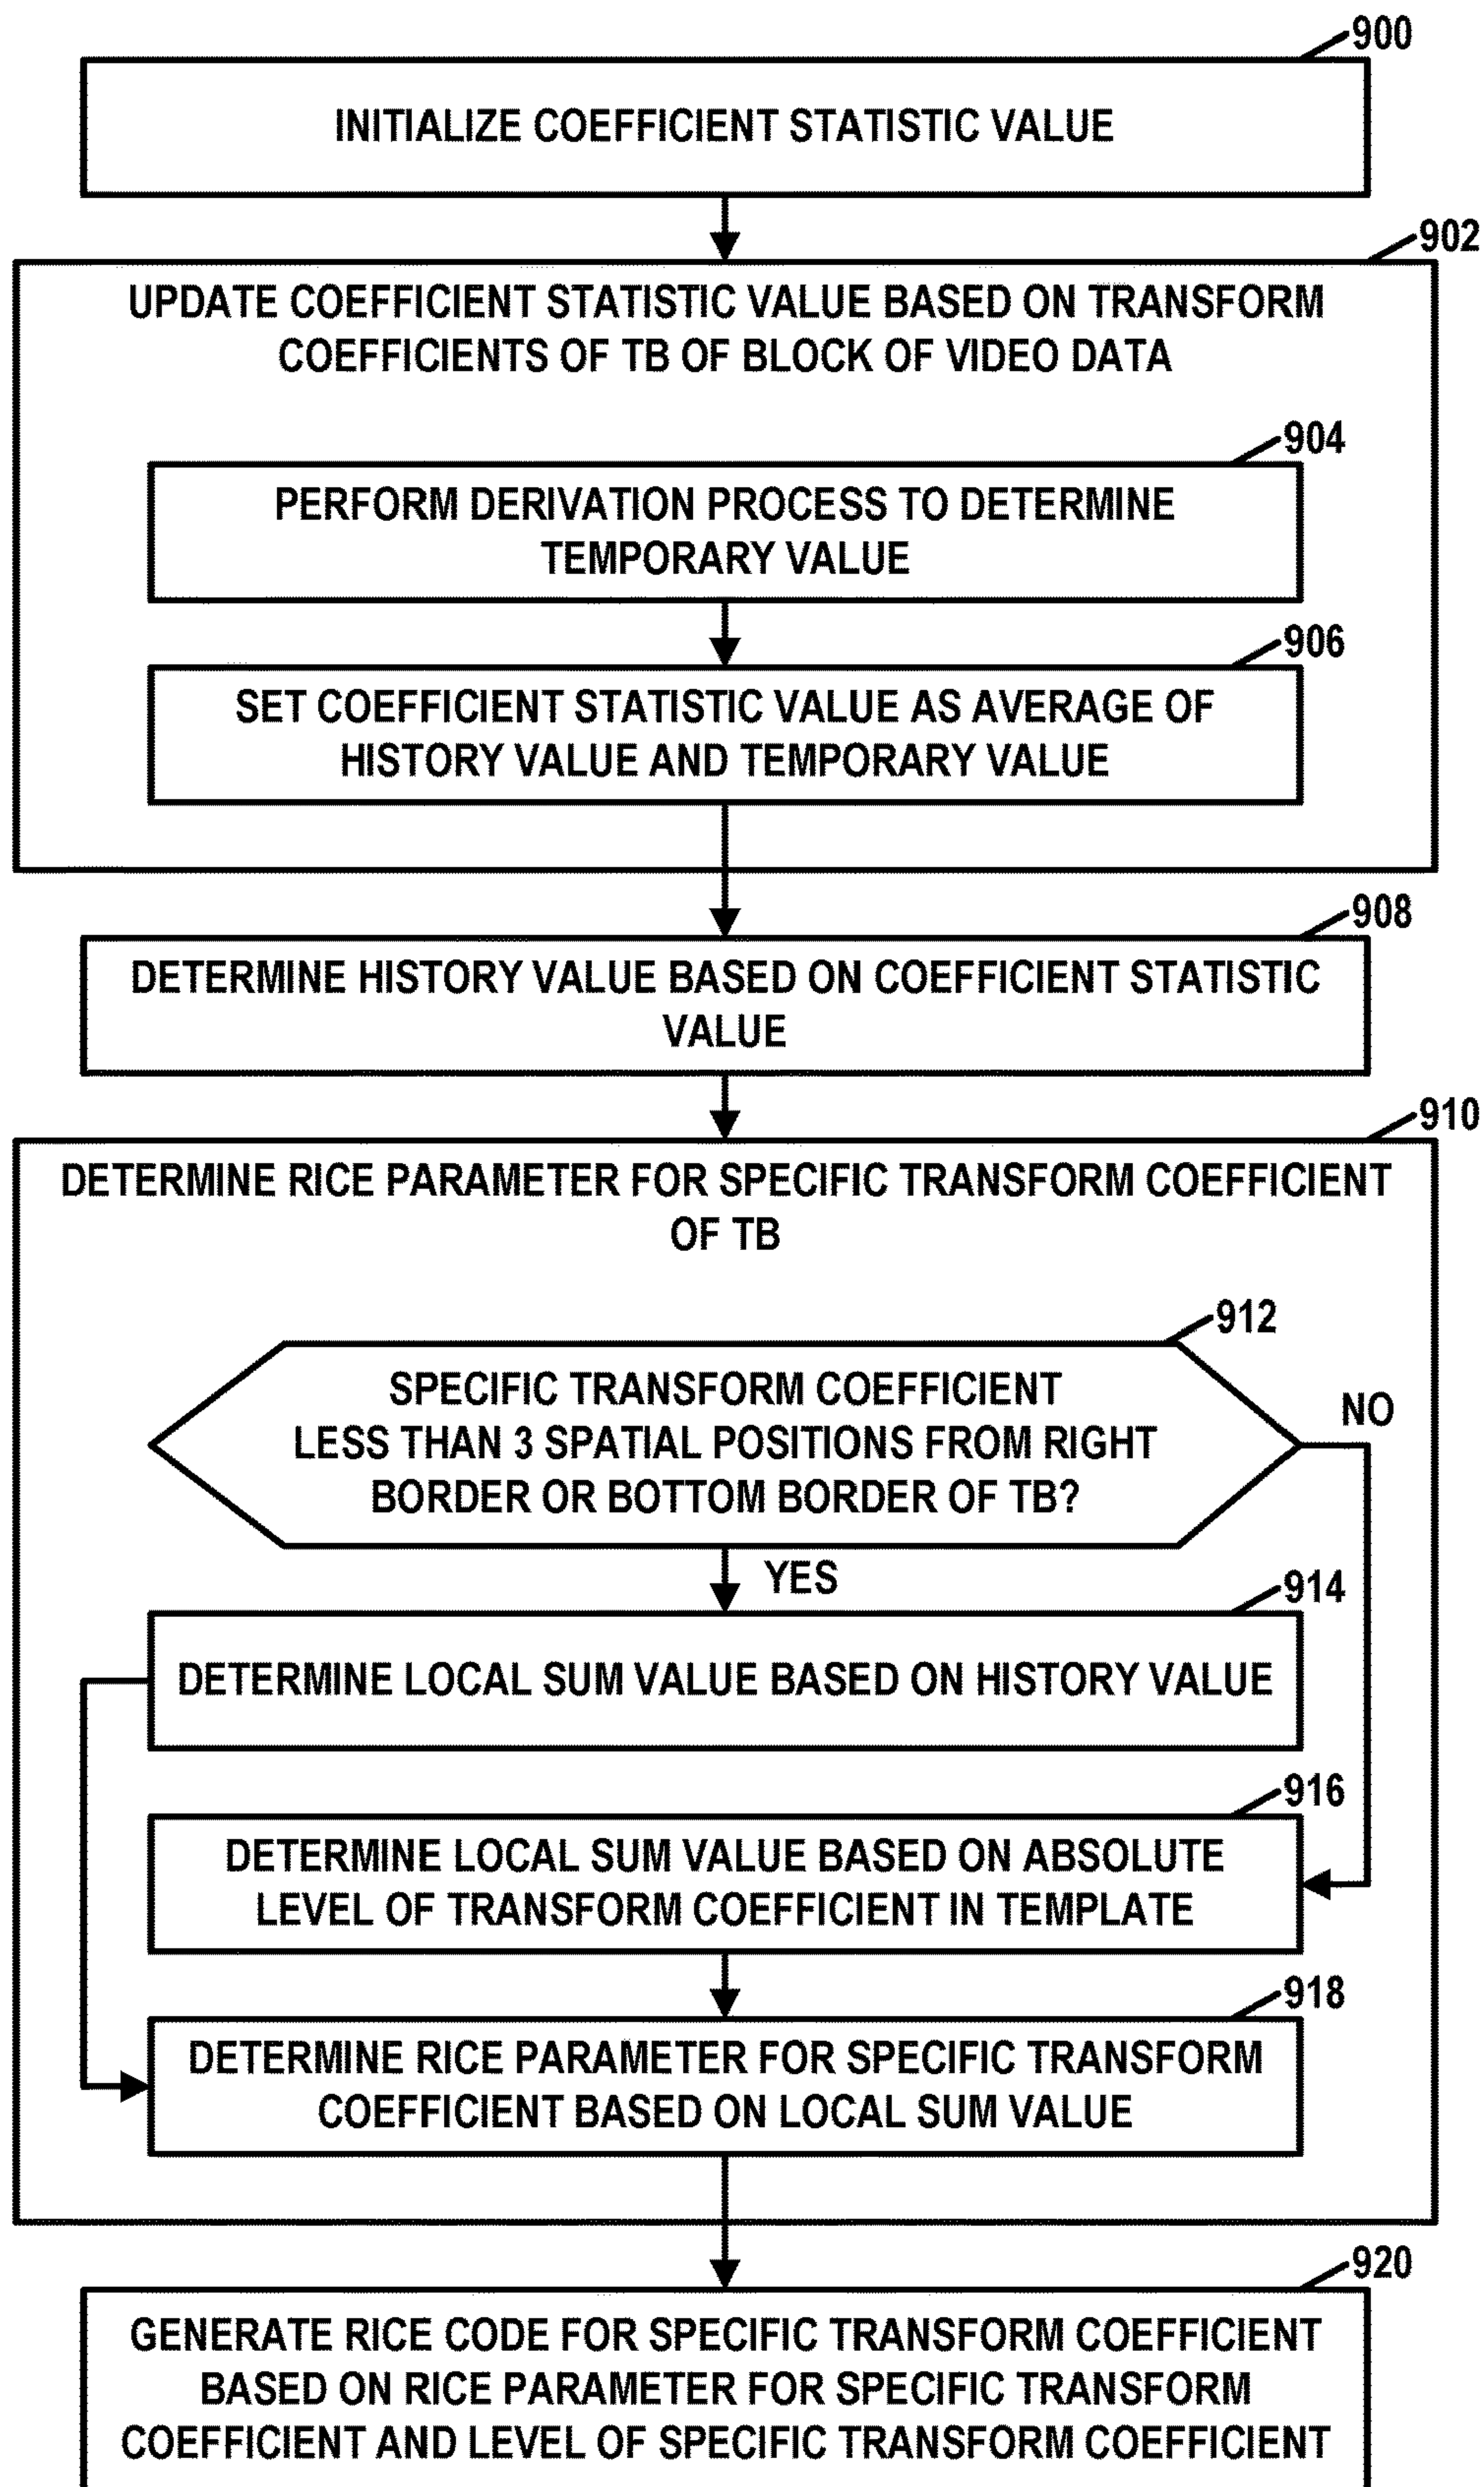 900
INITIALIZE COEFFICIENT STATISTIC VALUE
902
UPDATE COEFFICIENT STATISTIC VALUE BASED ON TRANSFORM
COEFFICIENTS OF TB OF BLOCK OF VIDEO DATA
904
PERFORM DERIVATION PROCESS TO DETERMINE
TEMPORARY VALUE
906
SET COEFFICIENT STATISTIC VALUE AS AVERAGE OF
HISTORY VALUE AND TEMPORARY VALUE
908
DETERMINE HISTORY VALUE BASED ON COEFFICIENT STATISTIC
VALUE
910
DETERMINE RICE PARAMETER FOR SPECIFIC TRANSFORM COEFFICIENT
OF TB
912
SPECIFIC TRANSFORM COEFFICIENT
LESS THAN 3 SPATIAL POSITIONS FROM RIGHT
BORDER OR BOTTOM BORDER OF TB?
NO
YES
914
DETERMINE LOCAL SUM VALUE BASED ON HISTORY VALUE
916
DETERMINE LOCAL SUM VALUE BASED ON ABSOLUTE
LEVEL OF TRANSFORM COEFFICIENT IN TEMPLATE
918
DETERMINE RICE PARAMETER FOR SPECIFIC TRANSFORM
COEFFICIENT BASED ON LOCAL SUM VALUE
920
GENERATE RICE CODE FOR SPECIFIC TRANSFORM COEFFICIENT
BASED ON RICE PARAMETER FOR SPECIFIC TRANSFORM
COEFFICIENT AND LEVEL OF SPECIFIC TRANSFORM COEFFICIENT